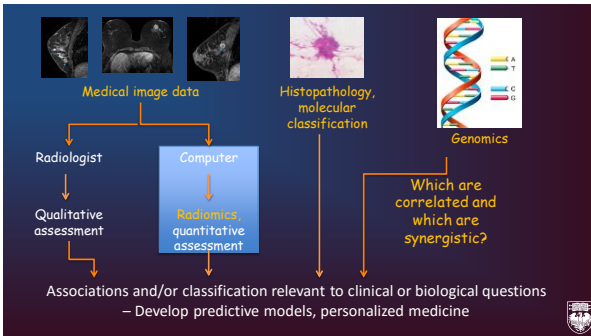 Medical image data
Histopathology,
molecular
classification
A
T
C
G
Genomics
Radiologist
Computer
Qualitative
assessment
Radiomics,
quantitative
assessment
Which are
correlated and
which are
synergistic?
Associations and/or classification relevant to clinical or biological questions
– Develop predictive models, personalized medicine